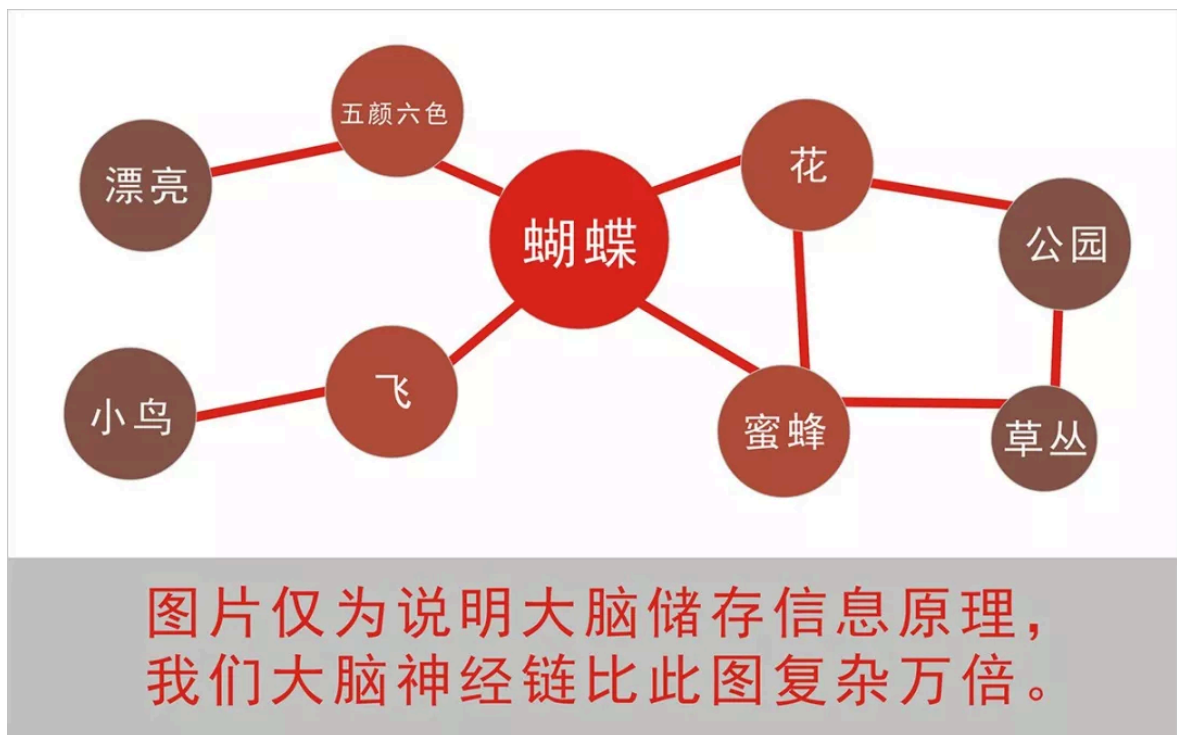 五颜六色
漂亮
蝴蝶
花
公园
小鸟
飞
蜜蜂
草丛
图片仅为说明大脑储存信息原理，
我们大脑神经链比此图复杂万倍。